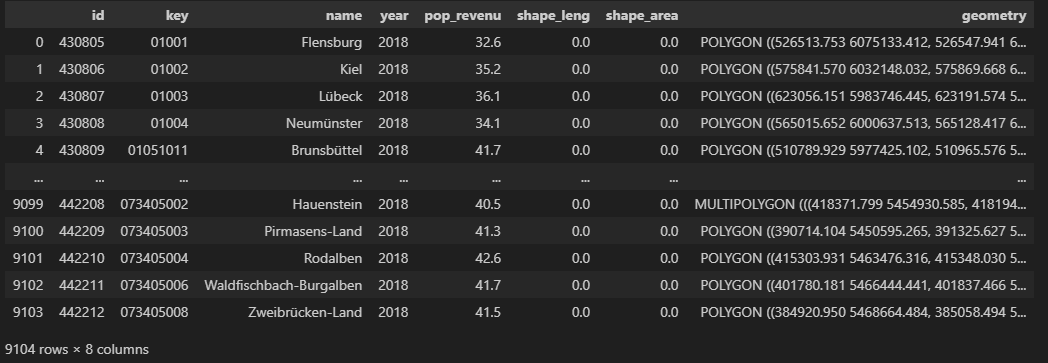 id key name year pop_revenu shape_leng shape_area geometry
0 430805 01001 Flensburg 2018 32.6 0.0 0.0 POLYGON ((526513.753 6075133.412, 526547.941 6...
1 430806 01002 Kiel 2018 35.2 0.0 0.0 POLYGON ((575841.570 6032148.032, 575869.668 6...
2 430807 01003 Lübeck 2018 36.1 0.0 0.0 POLYGON ((623056.151 5983746.445, 623191.574 5...
3 430808 01004 Neumünster 2018 34.1 0.0 0.0 POLYGON ((565015.652 6000637.513, 565128.417 6...
4 430809 01051011 Brunsbüttel 2018 41.7 0.0 0.0 POLYGON ((510789.929 5977425.102, 510965.576 5...
... ... ... ... ... ... ... ... ...
9099 442208 073405002 Hauenstein 2018 40.5 0.0 0.0 MULTIPOLYGON (((418371.799 5454930.585, 418194...
9100 442209 073405003 Pirmasens-Land 2018 41.3 0.0 0.0 POLYGON ((390714.104 5450595.265, 391325.627 5...
9101 442210 073405004 Rodalben 2018 42.6 0.0 0.0 POLYGON ((415303.931 5463476.316, 415348.030 5...
9102 442211 073405006 Waldfischbach-Burgalben 2018 41.7 0.0 0.0 POLYGON ((401780.181 5466444.441, 401837.466 5...
9103 442212 073405008 Zweibrücken-Land 2018 41.5 0.0 0.0 POLYGON ((384920.950 5468664.484, 385058.494 5...
9104 rows × 8 columns